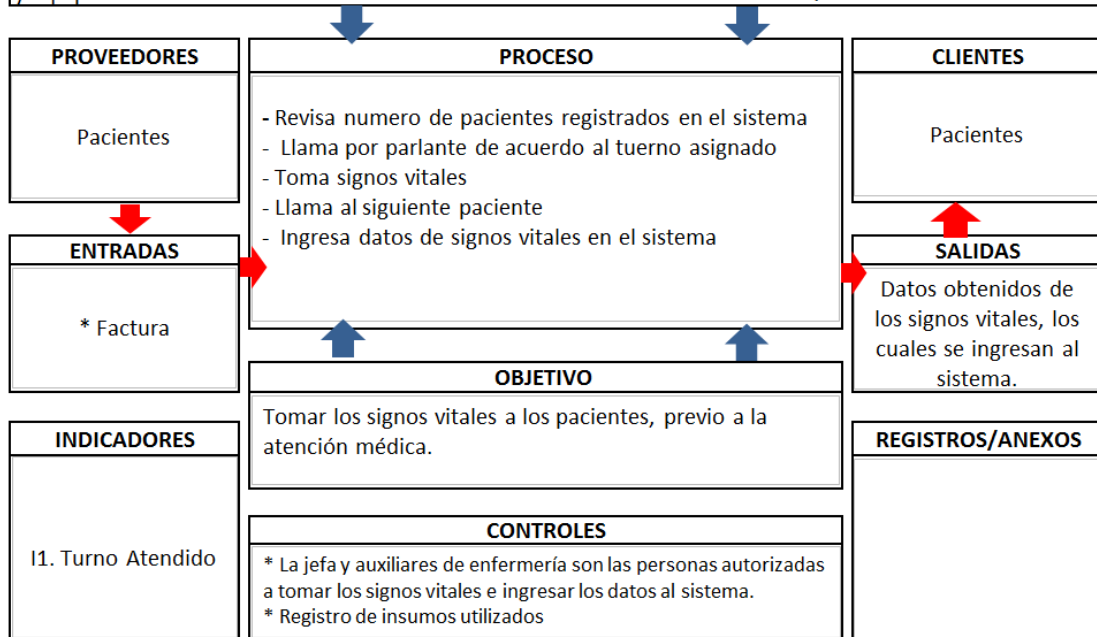 PROVEEDORES
Pacientes
ENTRADAS
* Factura
INDICADORES
I1. Turno Atendido
PROCESO
- Revisa numero de pacientes registrados en el sistema
- Llama por parlante de acuerdo al tuerno asignado
- Toma signos vitales
- Llama al siguiente paciente
- Ingresa datos de signos vitales en el sistema
OBJETIVO
Tomar los signos vitales a los pacientes, previo a la
atención médica.
CONTROLES
* La jefa y auxiliares de enfermería son las personas autorizadas
a tomar los signos vitales e ingresar los datos al sistema.
* Registro de insumos utilizados
CLIENTES
Pacientes
SALIDAS
Datos obtenidos de
los signos vitales, los
cuales se ingresan al
sistema.
REGISTROS/ANEXOS